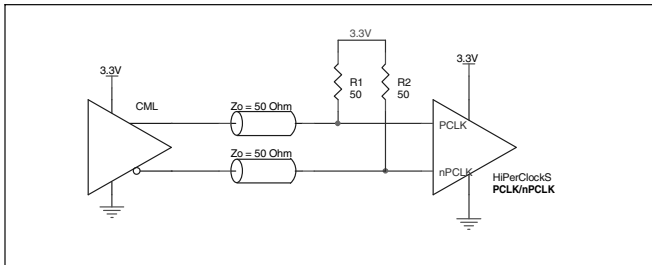 3.3V
3.3V
3.3V
R1
50
R2
50
CML
Zo = 50 Ohm
PCLK
Zo = 50 Ohm
nPCLK
HiPerClockS
PCLK/nPCLK